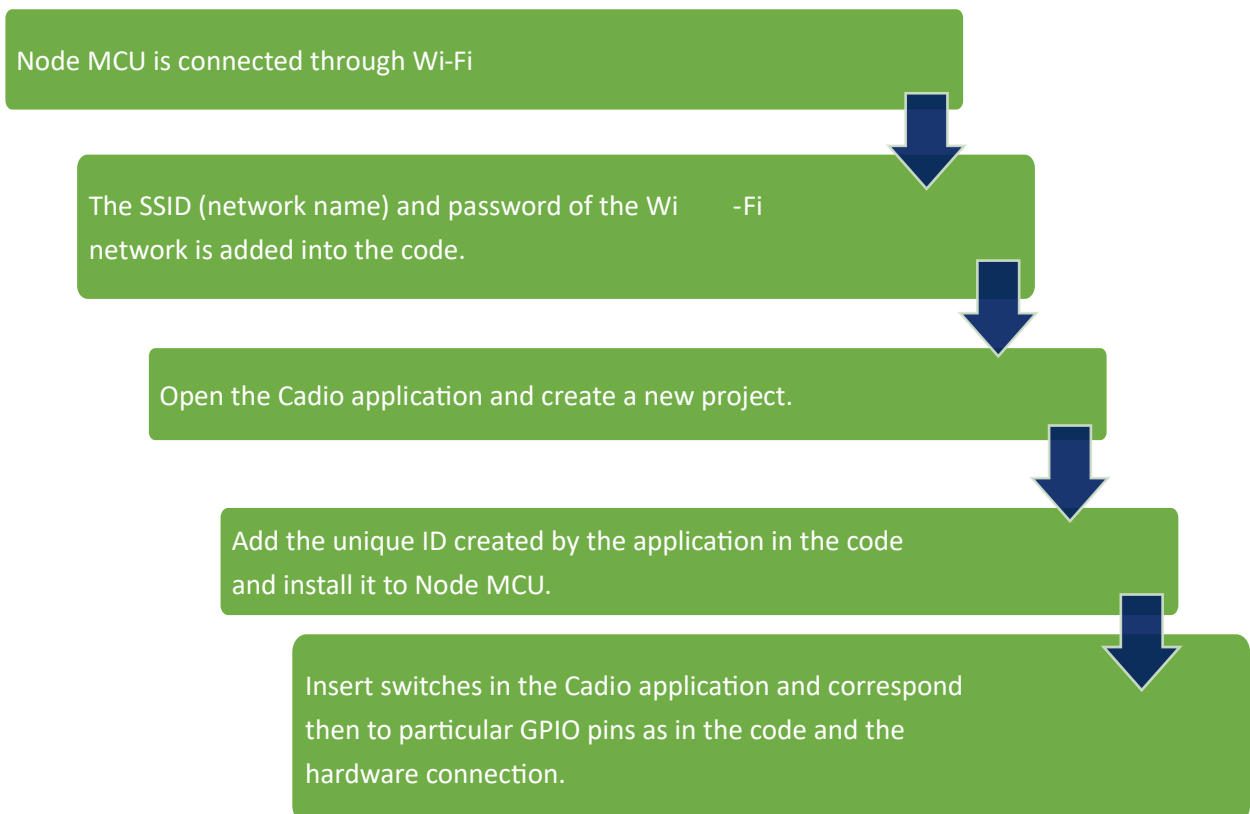 Node MCU is connected through Wi-Fi
The SSID (network name) and password of the Wi -Fi
network is added into the code.
Open the Cadio application and create a new project.
Add the unique ID created by the application in the code
and install it to Node MCU.
Insert switches in the Cadio application and correspond
then to particular GPIO pins as in the code and the
hardware connection.